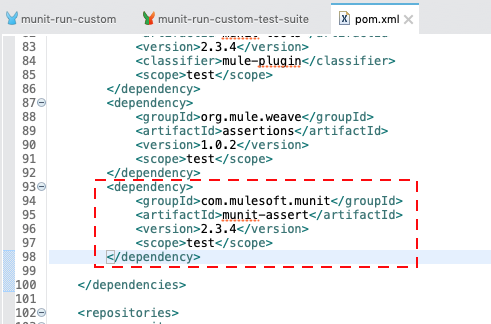 munit-run-custom munit-run-custom-test-suite pom.xml
83 <version>2.3.4</version>
84 <classifier>mule-plugin</classifier>
85 <scope>test</scope>
86 </dependency>
87 <dependency>
88 <groupId>org.mule.weave</groupId>
89 <artifactId>assertions</artifactId>
90 <version>1.0.2</version>
91 <scope>test</scope>
92 </dependency>
93 <dependency>
94 <groupId>com.mulesoft.munit</groupId>
95 <artifactId>munit-assert</artifactId>
96 <version>2.3.4</version>
97 <scope>test</scope>
98 </dependency>
99
100 </dependencies>
101
102 <repositories>